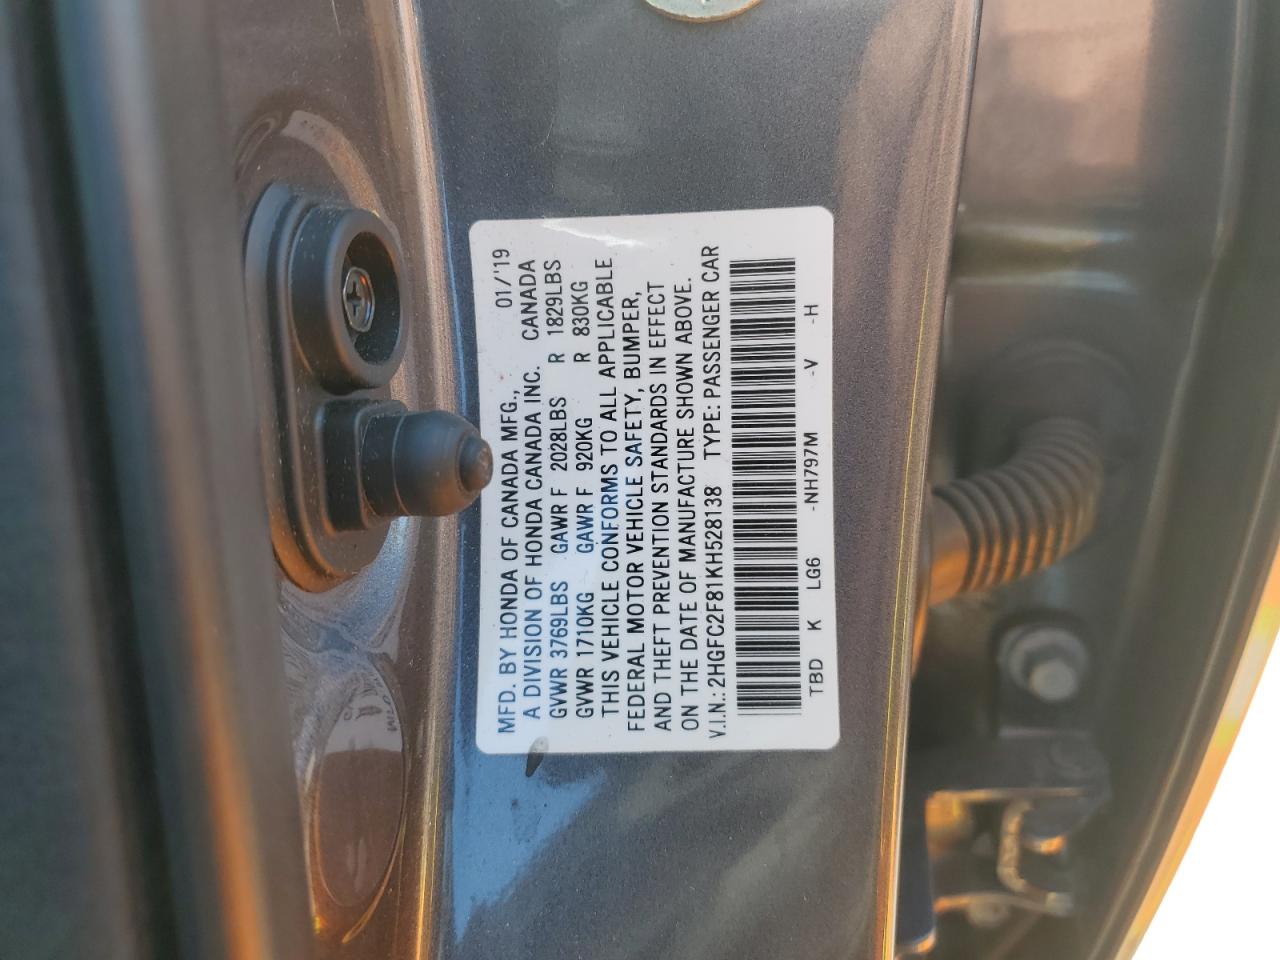 MFD. BY HONDA OF CANADA MFG., 01/'19
A DIVISION OF HONDA CANADA INC. CANADA
GVWR 3769LBS GAWR F 2028LBS R 1829LBS
GVWR 1710KG GAWR F 920KG R 830KG
THIS VEHICLE CONFORMS TO ALL APPLICABLE
FEDERAL MOTOR VEHICLE SAFETY, BUMPER,
AND THEFT PREVENTION STANDARDS IN EFFECT
ON THE DATE OF MANUFACTURE SHOWN ABOVE.
V.I.N.: 2HGFC2F81KH528138 TYPE: PASSENGER CAR
TBD K LG6 -NH797M -V -H